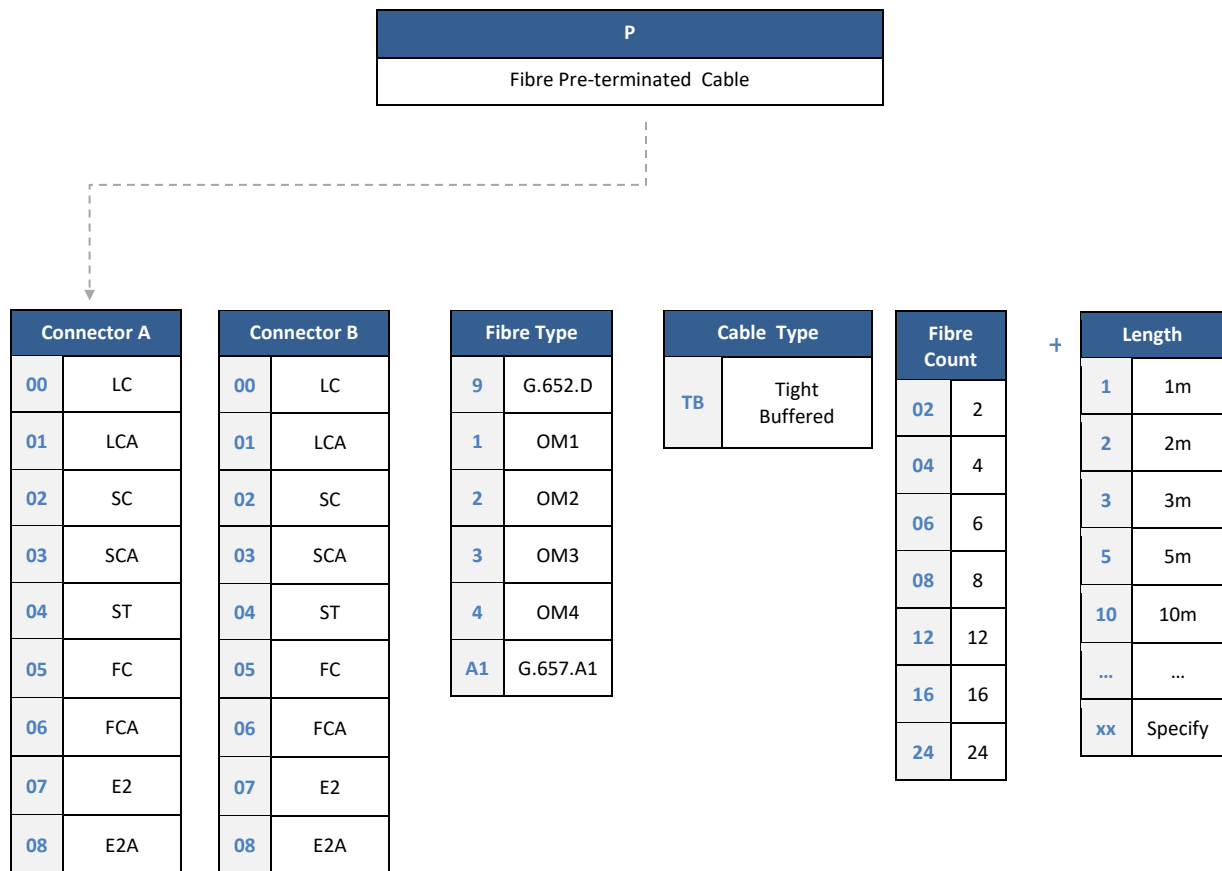 P
Fibre Pre-terminated Cable
Connector A
00 LC
01 LCA
02 SC
03 SCA
04 ST
05 FC
06 FCA
07 E2
08 E2A
Connector B
00 LC
01 LCA
02 SC
03 SCA
04 ST
05 FC
06 FCA
07 E2
08 E2A
Fibre Type
9 G.652.D
1 OM1
2 OM2
3 OM3
4 OM4
A1 G.657.A1
Cable Type
TB Tight
Buffered
Fibre
Count
02 2
04 4
06 6
08 8
12 12
16 16
24 24
+
Length
1 1m
2 2m
3 3m
5 5m
10 10m
... ...
xx Specify